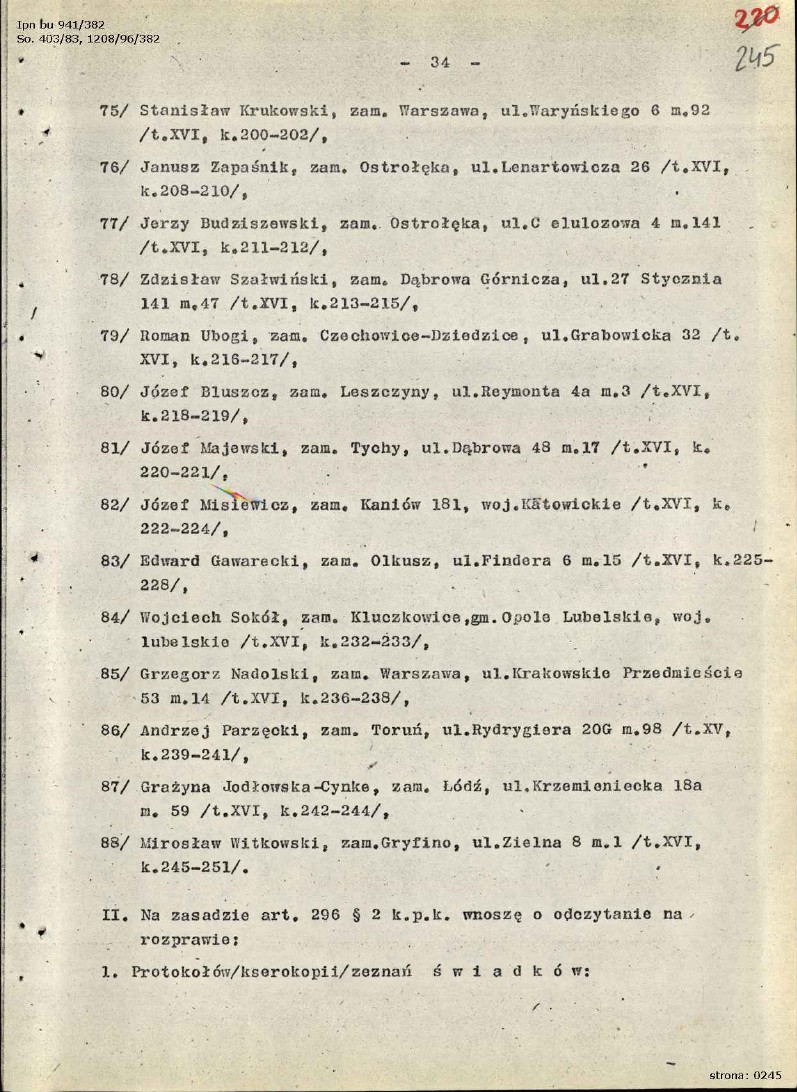 Ipn bu 941/382
So. 403/83, 1208/96/382
220
245
- 34 -
75/ Stanisław Krukowski, zam. Warszawa, ul.Waryńskiego 6 m.92
/t.XVI, k.200-202/,
76/ Janusz Zapaśnik, zam. Ostrołęka, ul.Lenartowicza 26 /t.XVI,
k.208-210/,
77/ Jerzy Budziszewski, zam. Ostrołęka, ul.C elulozowa 4 m.141
/t.XVI, k.211-212/,
78/ Zdzisław Szałwiński, zam. Dąbrowa Górnicza, ul.27 Stycznia
141 m.47 /t.XVI, k.213-215/,
79/ Roman Ubogi, zam. Czechowice-Dziedzice, ul.Grabowicka 32 /t.
XVI, k.216-217/,
80/ Józef Bluszcz, zam. Leszczyny, ul.Reymonta 4a m.3 /t.XVI,
k.218-219/,
81/ Józef Majewski, zam. Tychy, ul.Dąbrowa 48 m.17 /t.XVI, k.
220-221/,
82/ Józef Misiewicz, zam. Kaniów 181, woj.Katowickie /t.XVI, k.
222-224/,
83/ Edward Gawarecki, zam. Olkusz, ul.Findera 6 m.15 /t.XVI, k.225-
228/,
84/ Wojciech Sokół, zam. Kluczkowice,gm.Opole Lubelskie, woj.
lubelskie /t.XVI, k.232-233/,
85/ Grzegorz Nadolski, zam. Warszawa, ul.Krakowskie Przedmieście
53 m.14 /t.XVI, k.236-238/,
86/ Andrzej Parzęcki, zam. Toruń, ul.Rydrygiera 20G m.98 /t.XV,
k.239-241/,
87/ Grażyna Jodłowska-Cynke, zam. Łódź, ul.Krzemieniecka 18a
m. 59 /t.XVI, k.242-244/,
88/ Mirosław Witkowski, zam.Gryfino, ul.Zielna 8 m.1 /t.XVI,
k.245-251/.
II. Na zasadzie art. 296 § 2 k.p.k. wnoszę o odczytanie na
rozprawie:
1. Protokołów/kserokopii/zeznań ś w i a d k ó w:
strona: 0245